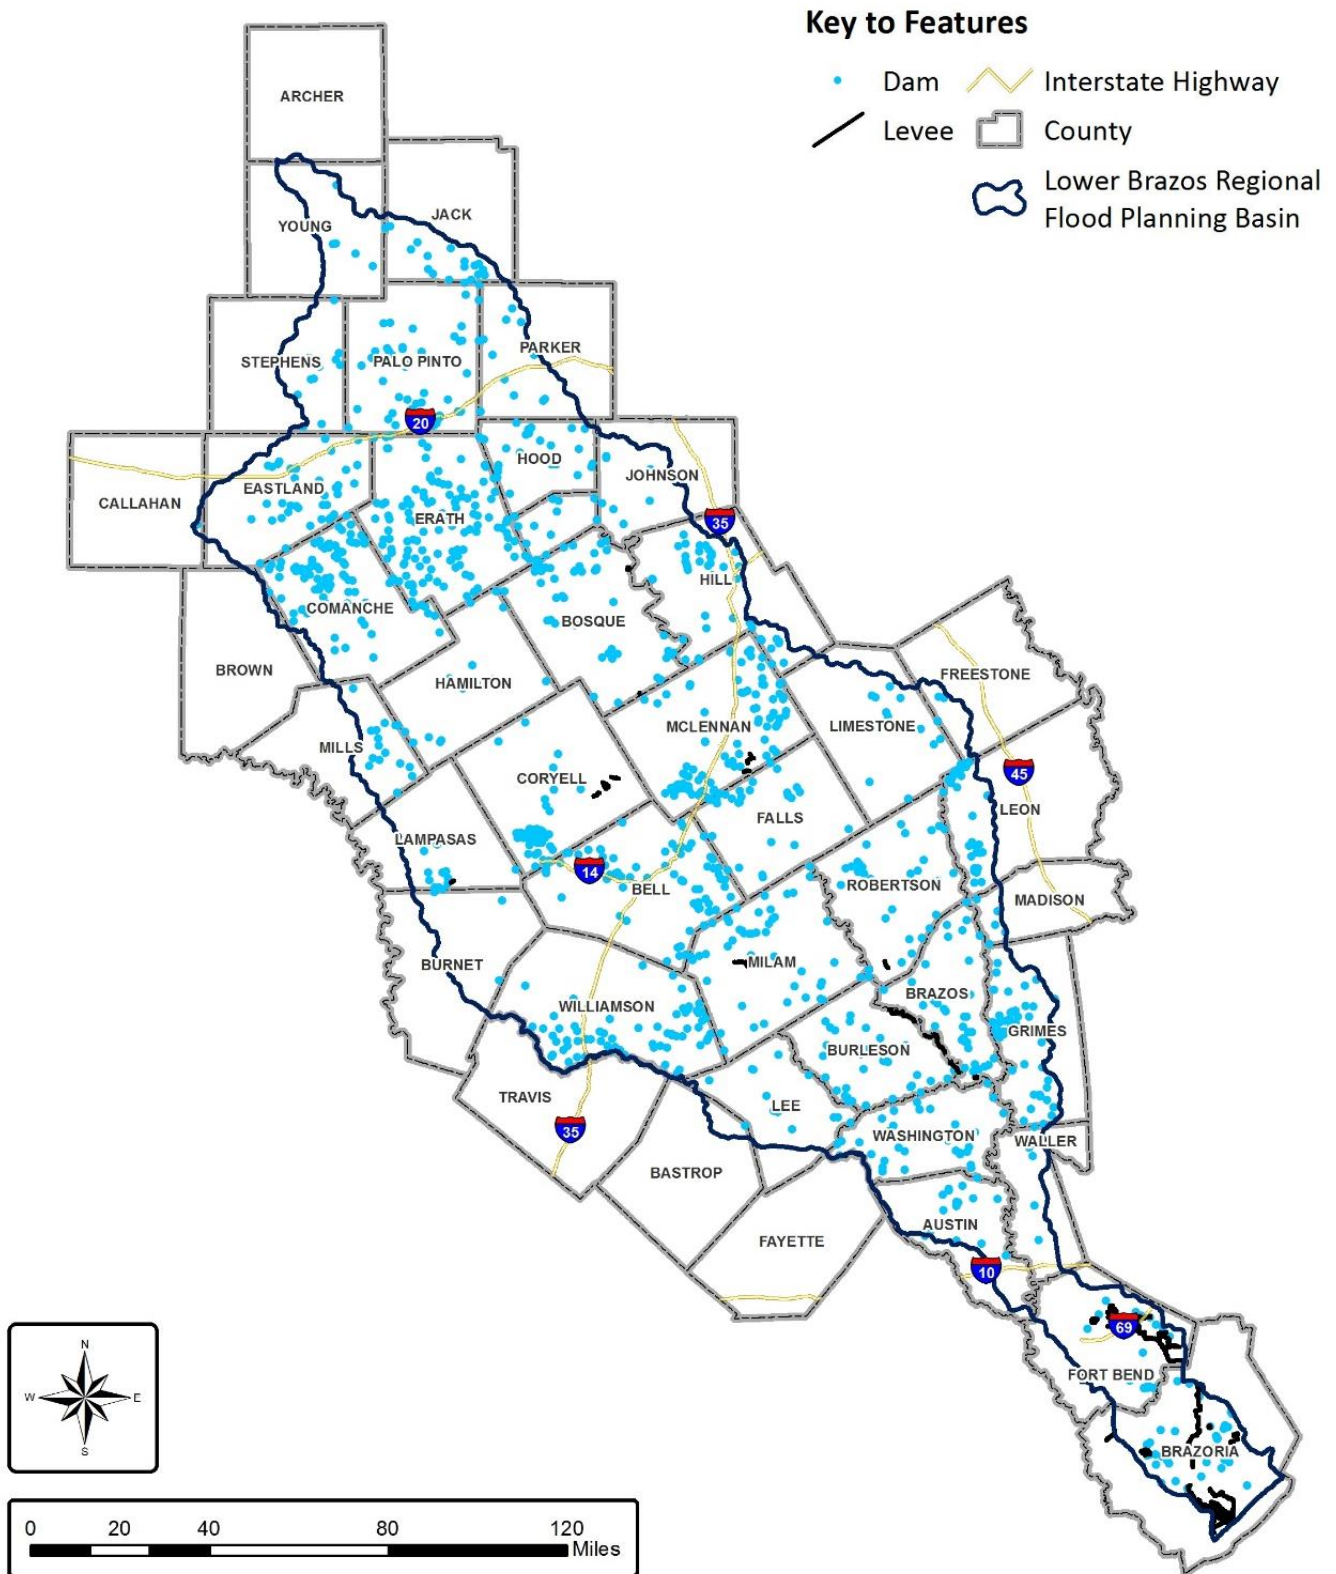 Key to Features
Dam
Interstate Highway
Levee
County
Lower Brazos Regional
Flood Planning Basin
ARCHER
JACK
YOUNG
PARKER
STEPHENS
PALO PINTO
20
HOOD
JOHNSON
CALLAHAN
EASTLAND
ERATH
35
HILL
COMANCHE
BOSQUE
BROWN
HAMILTON
FREESTONE
MCLENNAN
LIMESTONE
MILLS
CORYELL
45
LEON
FALLS
LAMPASAS
14
BELL
ROBERTSON
MADISON
BURNET
MILAM
BRAZOS
WILLIAMSON
GRIMES
BURLESON
TRAVIS
LEE
35
WASHINGTON
WALLER
BASTROP
AUSTIN
FAYETTE
10
69
FORT BEND
BRAZORIA
N
W
E
S
0 20 40 80 120
Miles